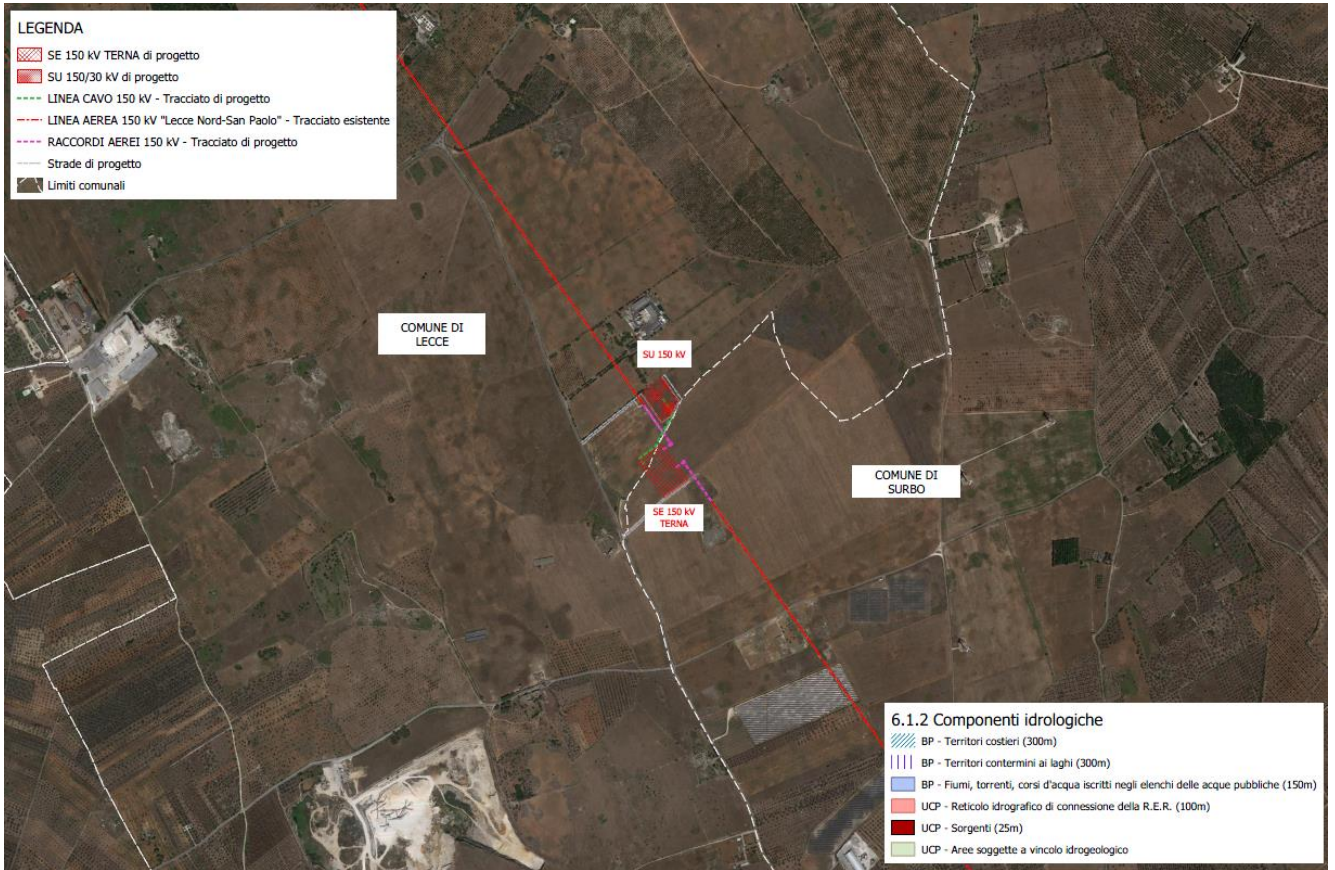 LEGENDA
SE 150 kV TERNA di progetto
SU 150/30 kV di progetto
LINEA CAVO 150 kV - Tracciato di progetto
LINEA AEREA 150 kV "Lecce Nord-San Paolo" - Tracciato esistente
RACCORDI AEREI 150 kV - Tracciato di progetto
Strade di progetto
Limiti comunali
COMUNE DI
LECCE
SU 150 kV
COMUNE DI
SURBO
SE 150 kV
TERNA
6.1.2 Componenti idrologiche
BP - Territori costieri (300m)
BP - Territori contermini ai laghi (300m)
BP - Fiumi, torrenti, corsi d'acqua iscritti negli elenchi delle acque pubbliche (150m)
UCP - Reticolo idrografico di connessione della R.E.R. (100m)
UCP - Sorgenti (25m)
UCP - Aree soggette a vincolo idrogeologico